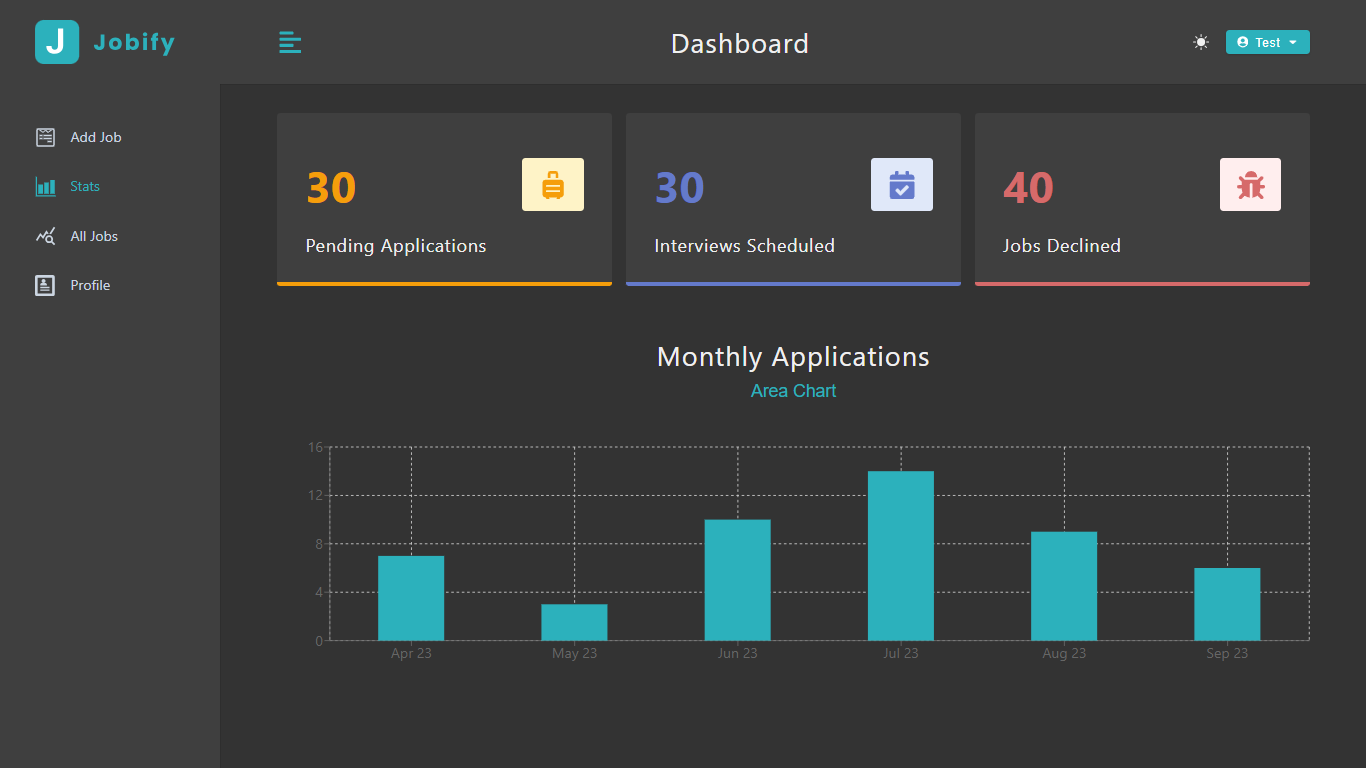 J Jobify
Dashboard
Test
Add Job
Stats
All Jobs
Profile
30
Pending Applications
30
Interviews Scheduled
40
Jobs Declined
Monthly Applications
Area Chart
16
12
8
4
0
Apr 23 May 23 Jun 23 Jul 23 Aug 23 Sep 23